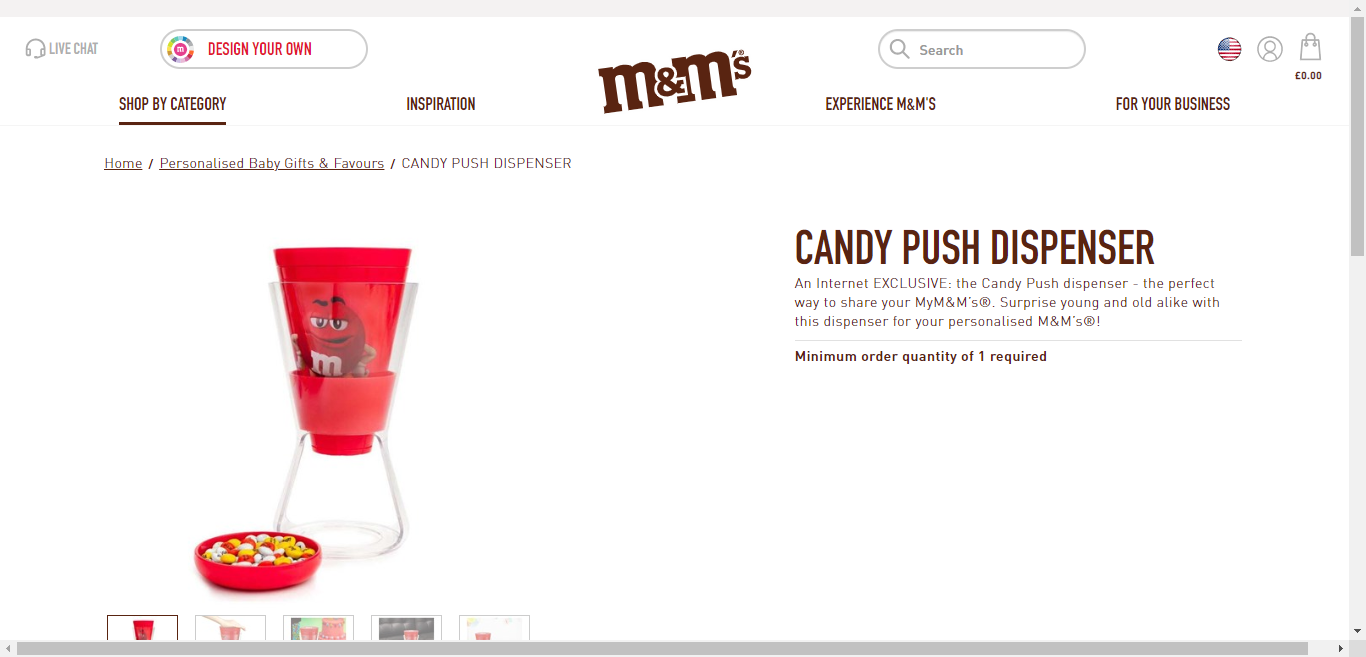 LIVE CHAT
DESIGN YOUR OWN
m&m's®
Search
£0.00
SHOP BY CATEGORY
INSPIRATION
EXPERIENCE M&M'S
FOR YOUR BUSINESS
Home / Personalised Baby Gifts & Favours / CANDY PUSH DISPENSER
m
CANDY PUSH DISPENSER
An Internet EXCLUSIVE: the Candy Push dispenser - the perfect
way to share your MyM&M's®. Surprise young and old alike with
this dispenser for your personalised M&M's®!
Minimum order quantity of 1 required